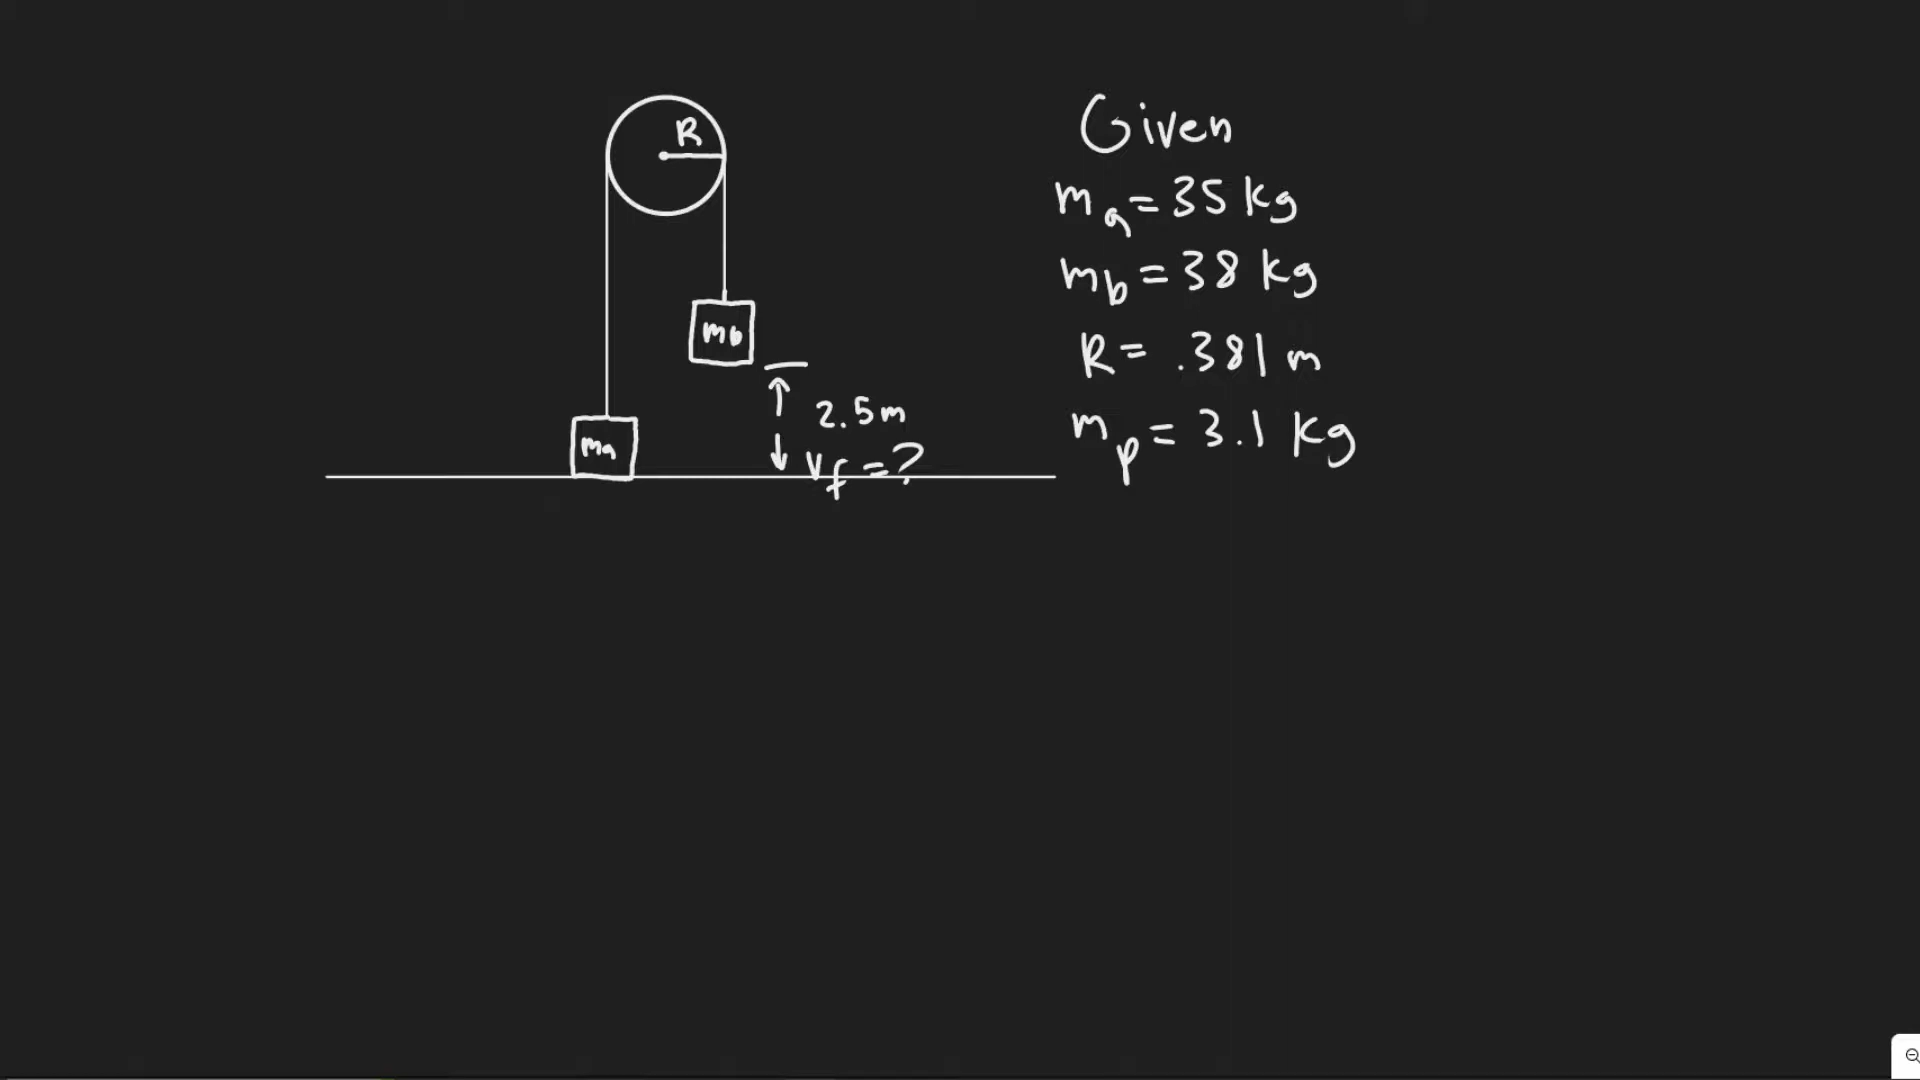 R
mb
ma
2.5m
vf = ?
Given
ma = 35 kg
mb = 38 kg
R = .381 m
mp = 3.1 kg